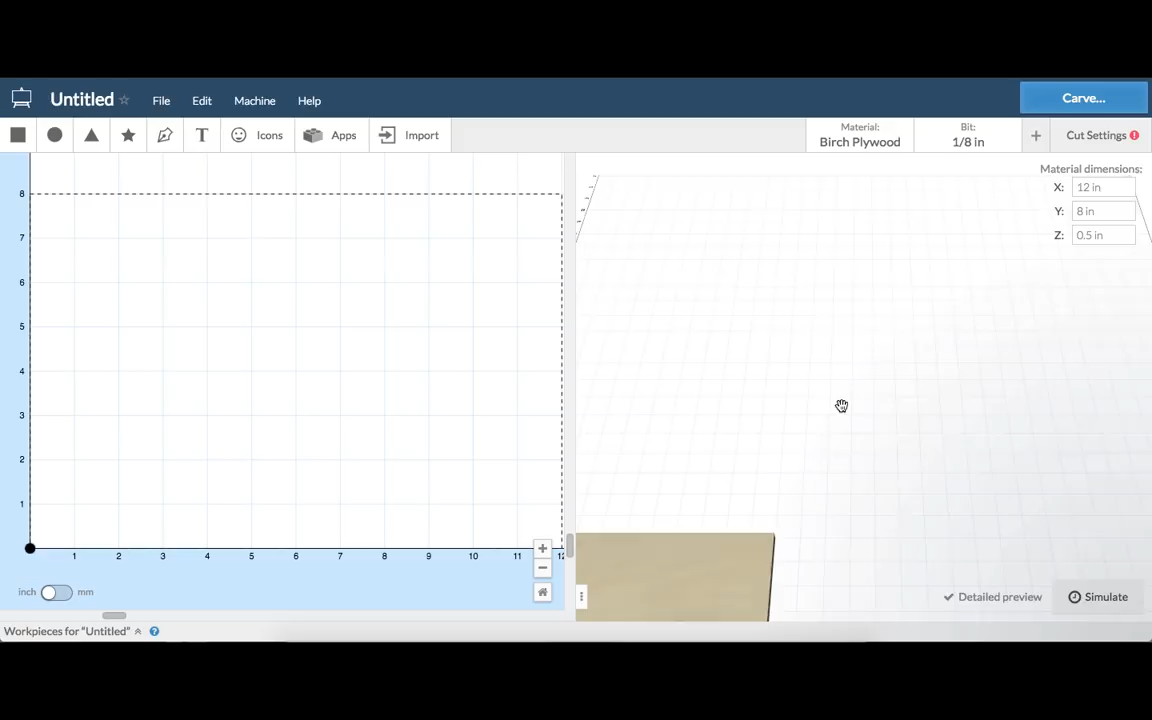 Untitled
File
Edit
Machine
Help
Carve...
T
Icons
Apps
Import
Material:
Birch Plywood
Bit:
1/8 in
Cut Settings
Material dimensions:
X: 12 in
Y: 8 in
Z: 0.5 in
8
7
6
5
4
3
2
1
1 2 3 4 5 6 7 8 9 10 11 12
inch mm
Detailed preview
Simulate
Workpieces for "Untitled" ?